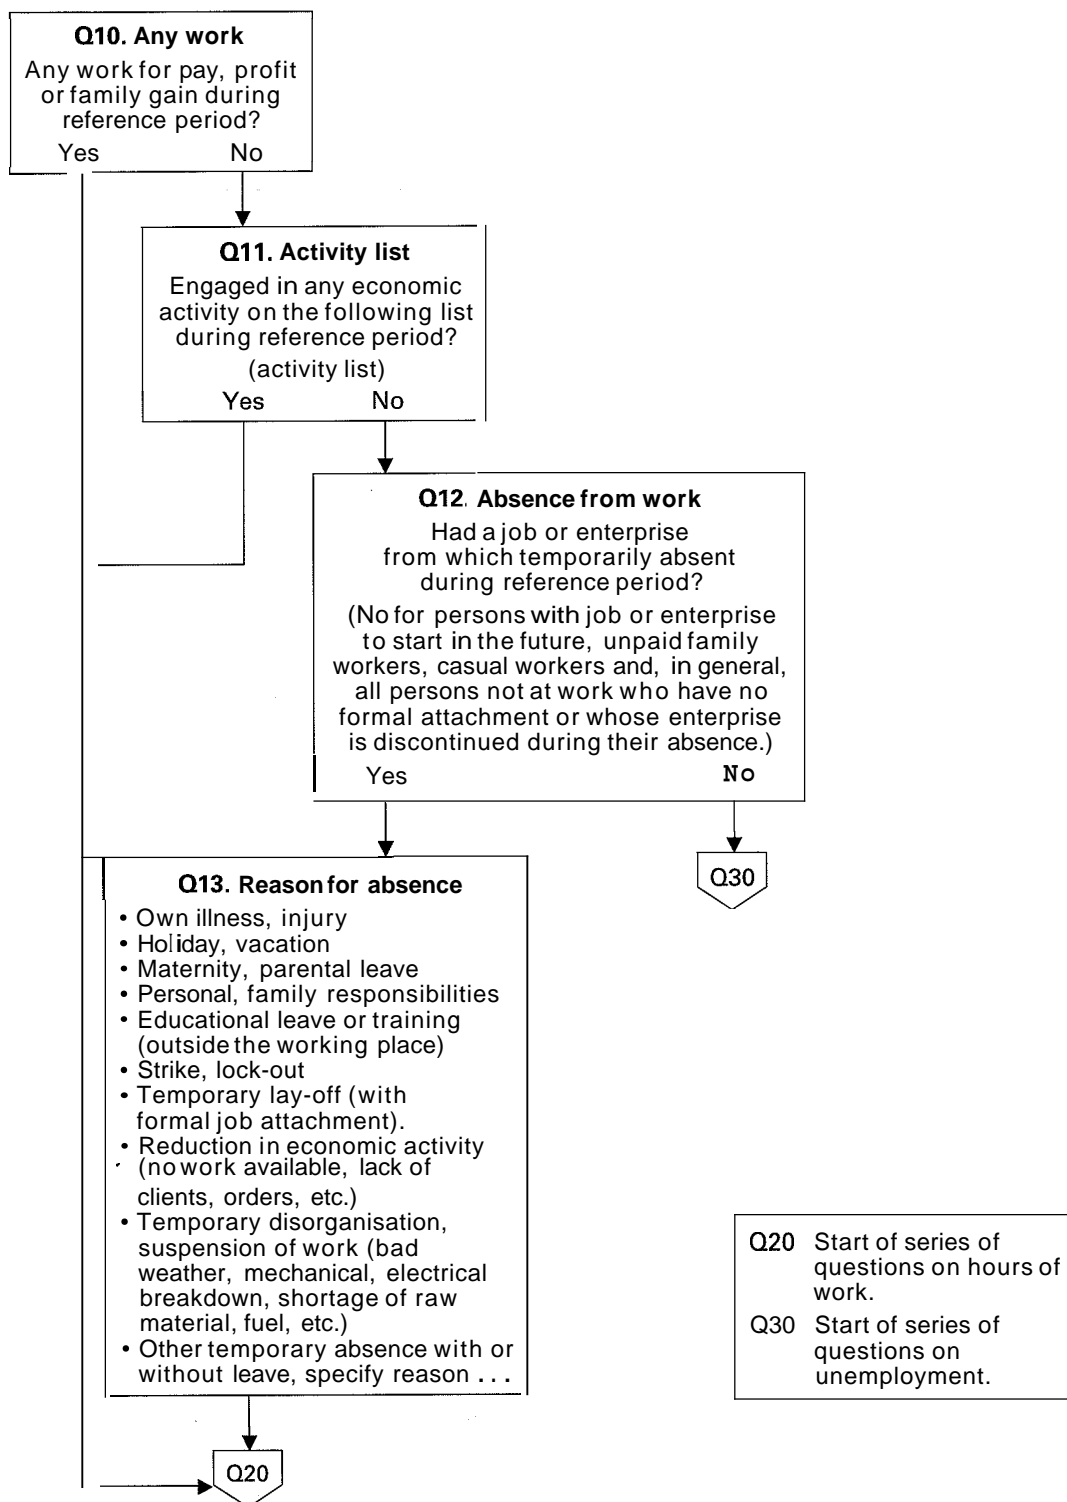 Q10. Any work
Any work for pay, profit
or family gain during
reference period?
Yes No
Q11. Activity list
Engaged in any economic
activity on the following list
during reference period?
(activity list)
Yes No
Q12. Absence from work
Had a job or enterprise
from which temporarily absent
during reference period?
(No for persons with job or enterprise
to start in the future, unpaid family
workers, casual workers and, in general,
all persons not at work who have no
formal attachment or whose enterprise
is discontinued during their absence.)
Yes No
Q30
Q13. Reason for absence
• Own illness, injury
• Holiday, vacation
• Maternity, parental leave
• Personal, family responsibilities
• Educational leave or training
(outside the working place)
• Strike, lock-out
• Temporary lay-off (with
formal job attachment).
• Reduction in economic activity
(no work available, lack of
clients, orders, etc.)
• Temporary disorganisation,
suspension of work (bad
weather, mechanical, electrical
breakdown, shortage of raw
material, fuel, etc.)
• Other temporary absence with or
without leave, specify reason ...
Q20
Q20 Start of series of
questions on hours of
work.
Q30 Start of series of
questions on
unemployment.